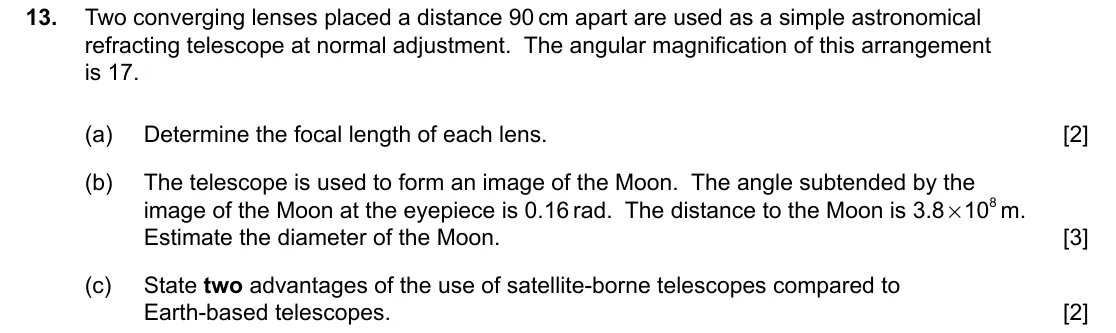 13. Two converging lenses placed a distance 90 cm apart are used as a simple astronomical
refracting telescope at normal adjustment. The angular magnification of this arrangement
is 17.
(a) Determine the focal length of each lens. [2]
(b) The telescope is used to form an image of the Moon. The angle subtended by the
image of the Moon at the eyepiece is 0.16 rad. The distance to the Moon is 3.8×10⁸ m.
Estimate the diameter of the Moon. [3]
(c) State two advantages of the use of satellite-borne telescopes compared to
Earth-based telescopes. [2]